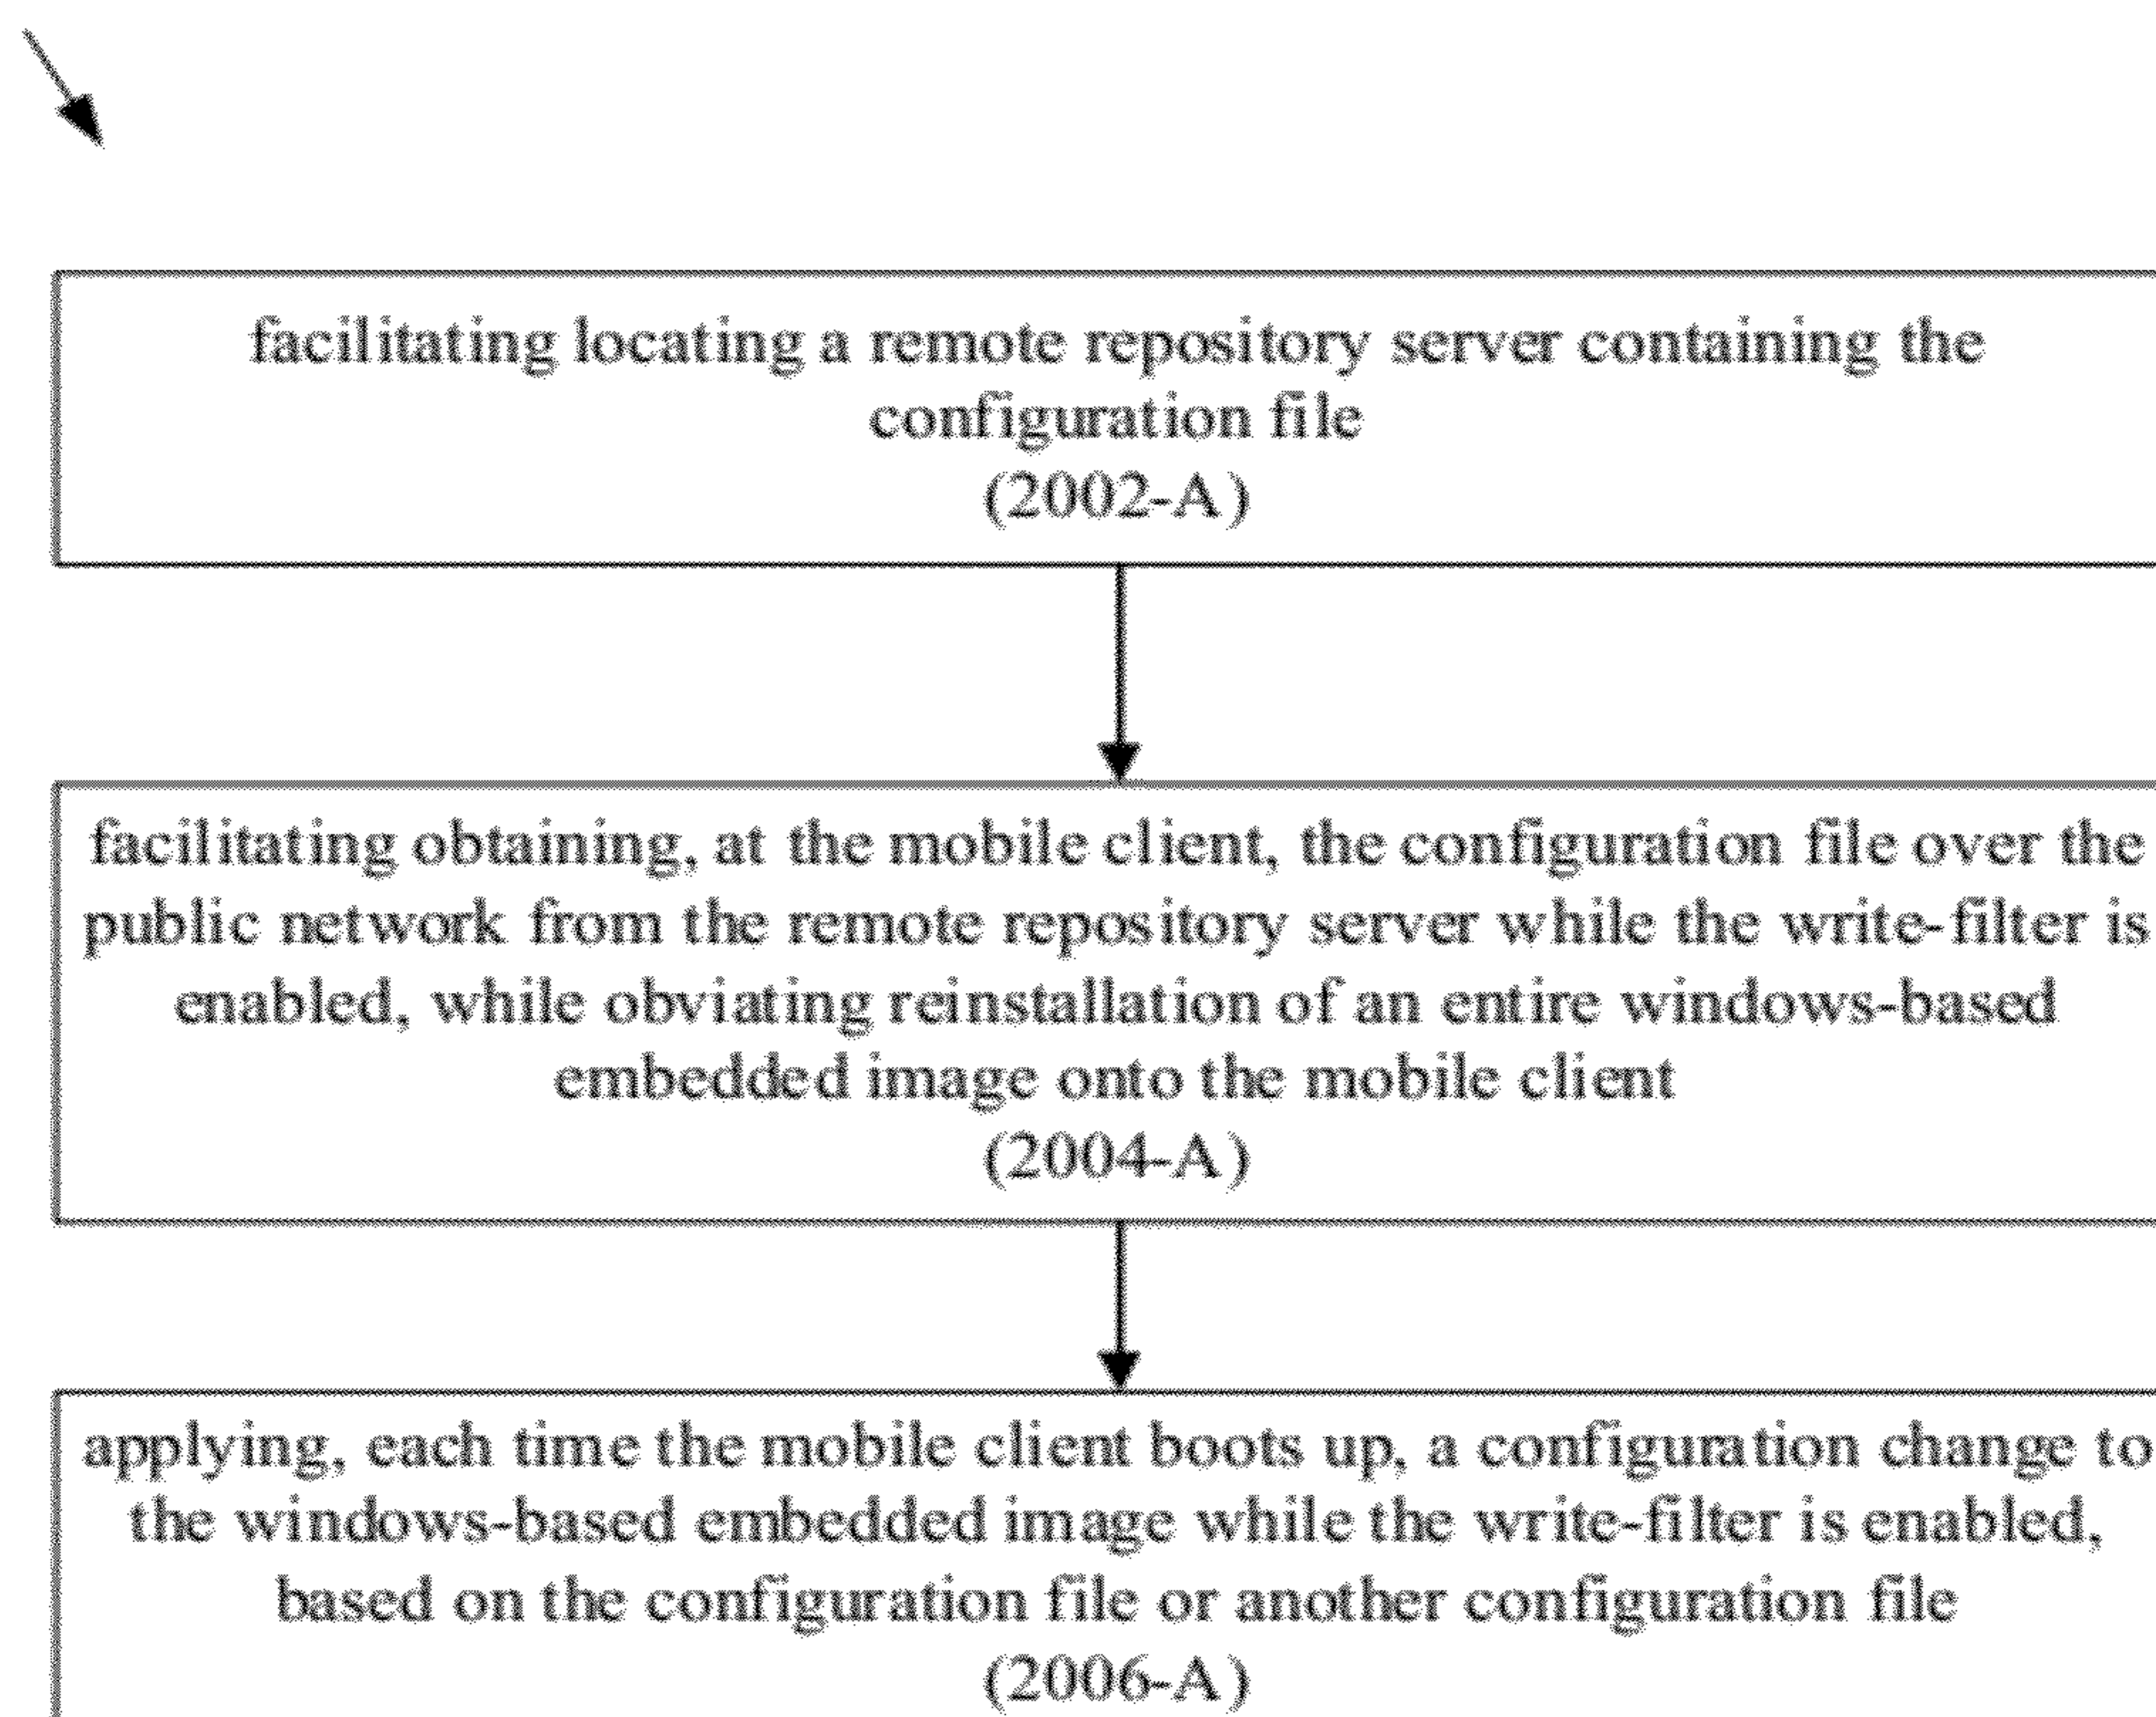 facilitating locating a remote repository server containing the
configuration file
(2002-A)
facilitating obtaining, at the mobile client, the configuration file over the
public network from the remote repository server while the write-filter is
enabled, while obviating reinstallation of an entire windows-based
embedded image onto the mobile client
(2004-A)
applying, each time the mobile client boots up, a configuration change to
the windows-based embedded image while the write-filter is enabled,
based on the configuration file or another configuration file
(2006-A)